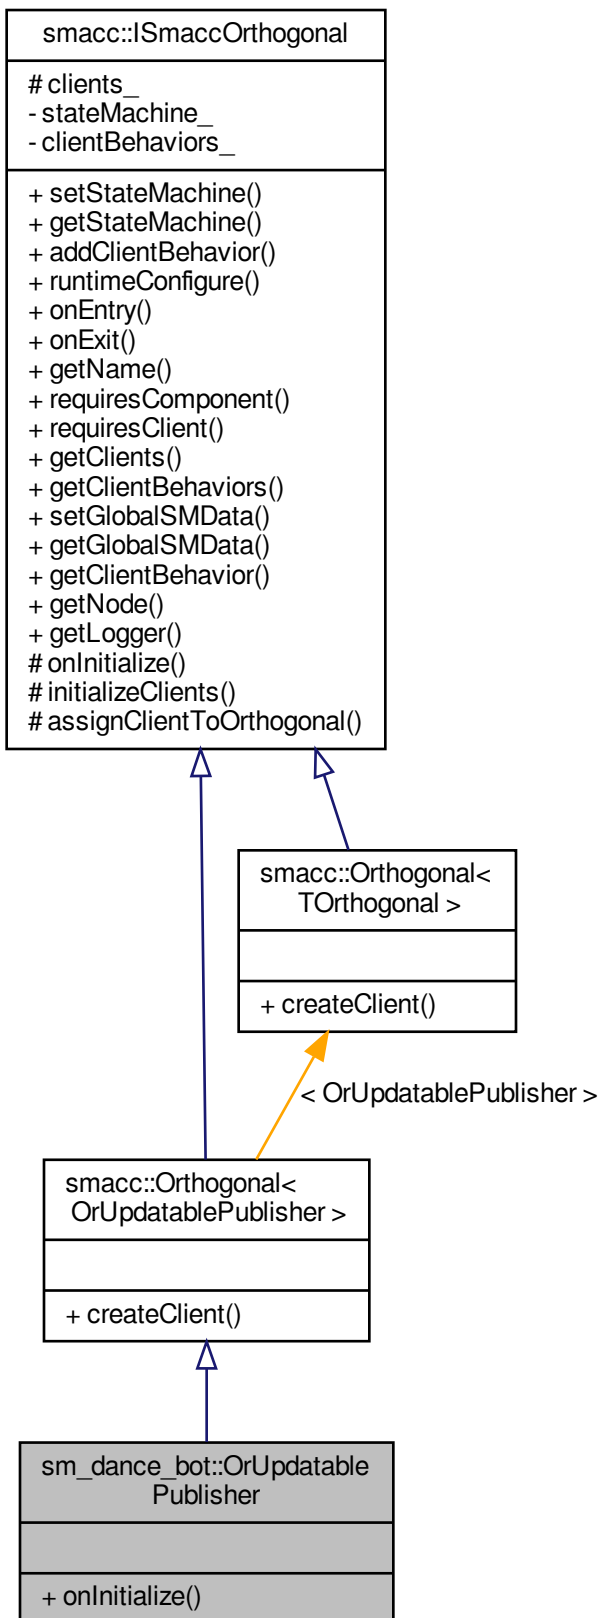 smacc::ISmaccOrthogonal
# clients_
- stateMachine_
- clientBehaviors_
+ setStateMachine()
+ getStateMachine()
+ addClientBehavior()
+ runtimeConfigure()
+ onEntry()
+ onExit()
+ getName()
+ requiresComponent()
+ requiresClient()
+ getClients()
+ getClientBehaviors()
+ setGlobalSMData()
+ getGlobalSMData()
+ getClientBehavior()
+ getNode()
+ getLogger()
# onInitialize()
# initializeClients()
# assignClientToOrthogonal()
smacc::Orthogonal<
TOrthogonal >
+ createClient()
< OrUpdatablePublisher >
smacc::Orthogonal<
OrUpdatablePublisher >
+ createClient()
sm_dance_bot::OrUpdatable
Publisher
+ onInitialize()